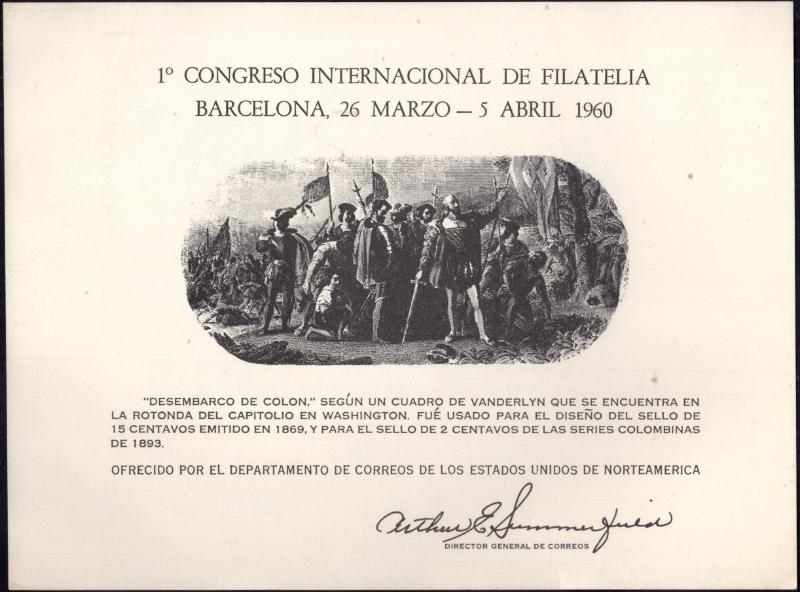 1º CONGRESO INTERNACIONAL DE FILATELIA
BARCELONA, 26 MARZO — 5 ABRIL 1960
"DESEMBARCO DE COLON," SEGÚN UN CUADRO DE VANDERLYN QUE SE ENCUENTRA EN
LA ROTONDA DEL CAPITOLIO EN WASHINGTON. FUÉ USADO PARA EL DISEÑO DEL SELLO DE
15 CENTAVOS EMITIDO EN 1869, Y PARA EL SELLO DE 2 CENTAVOS DE LAS SERIES COLOMBINAS
DE 1893.
OFRECIDO POR EL DEPARTAMENTO DE CORREOS DE LOS ESTADOS UNIDOS DE NORTEAMERICA
Arthur E. Summerfield
DIRECTOR GENERAL DE CORREOS